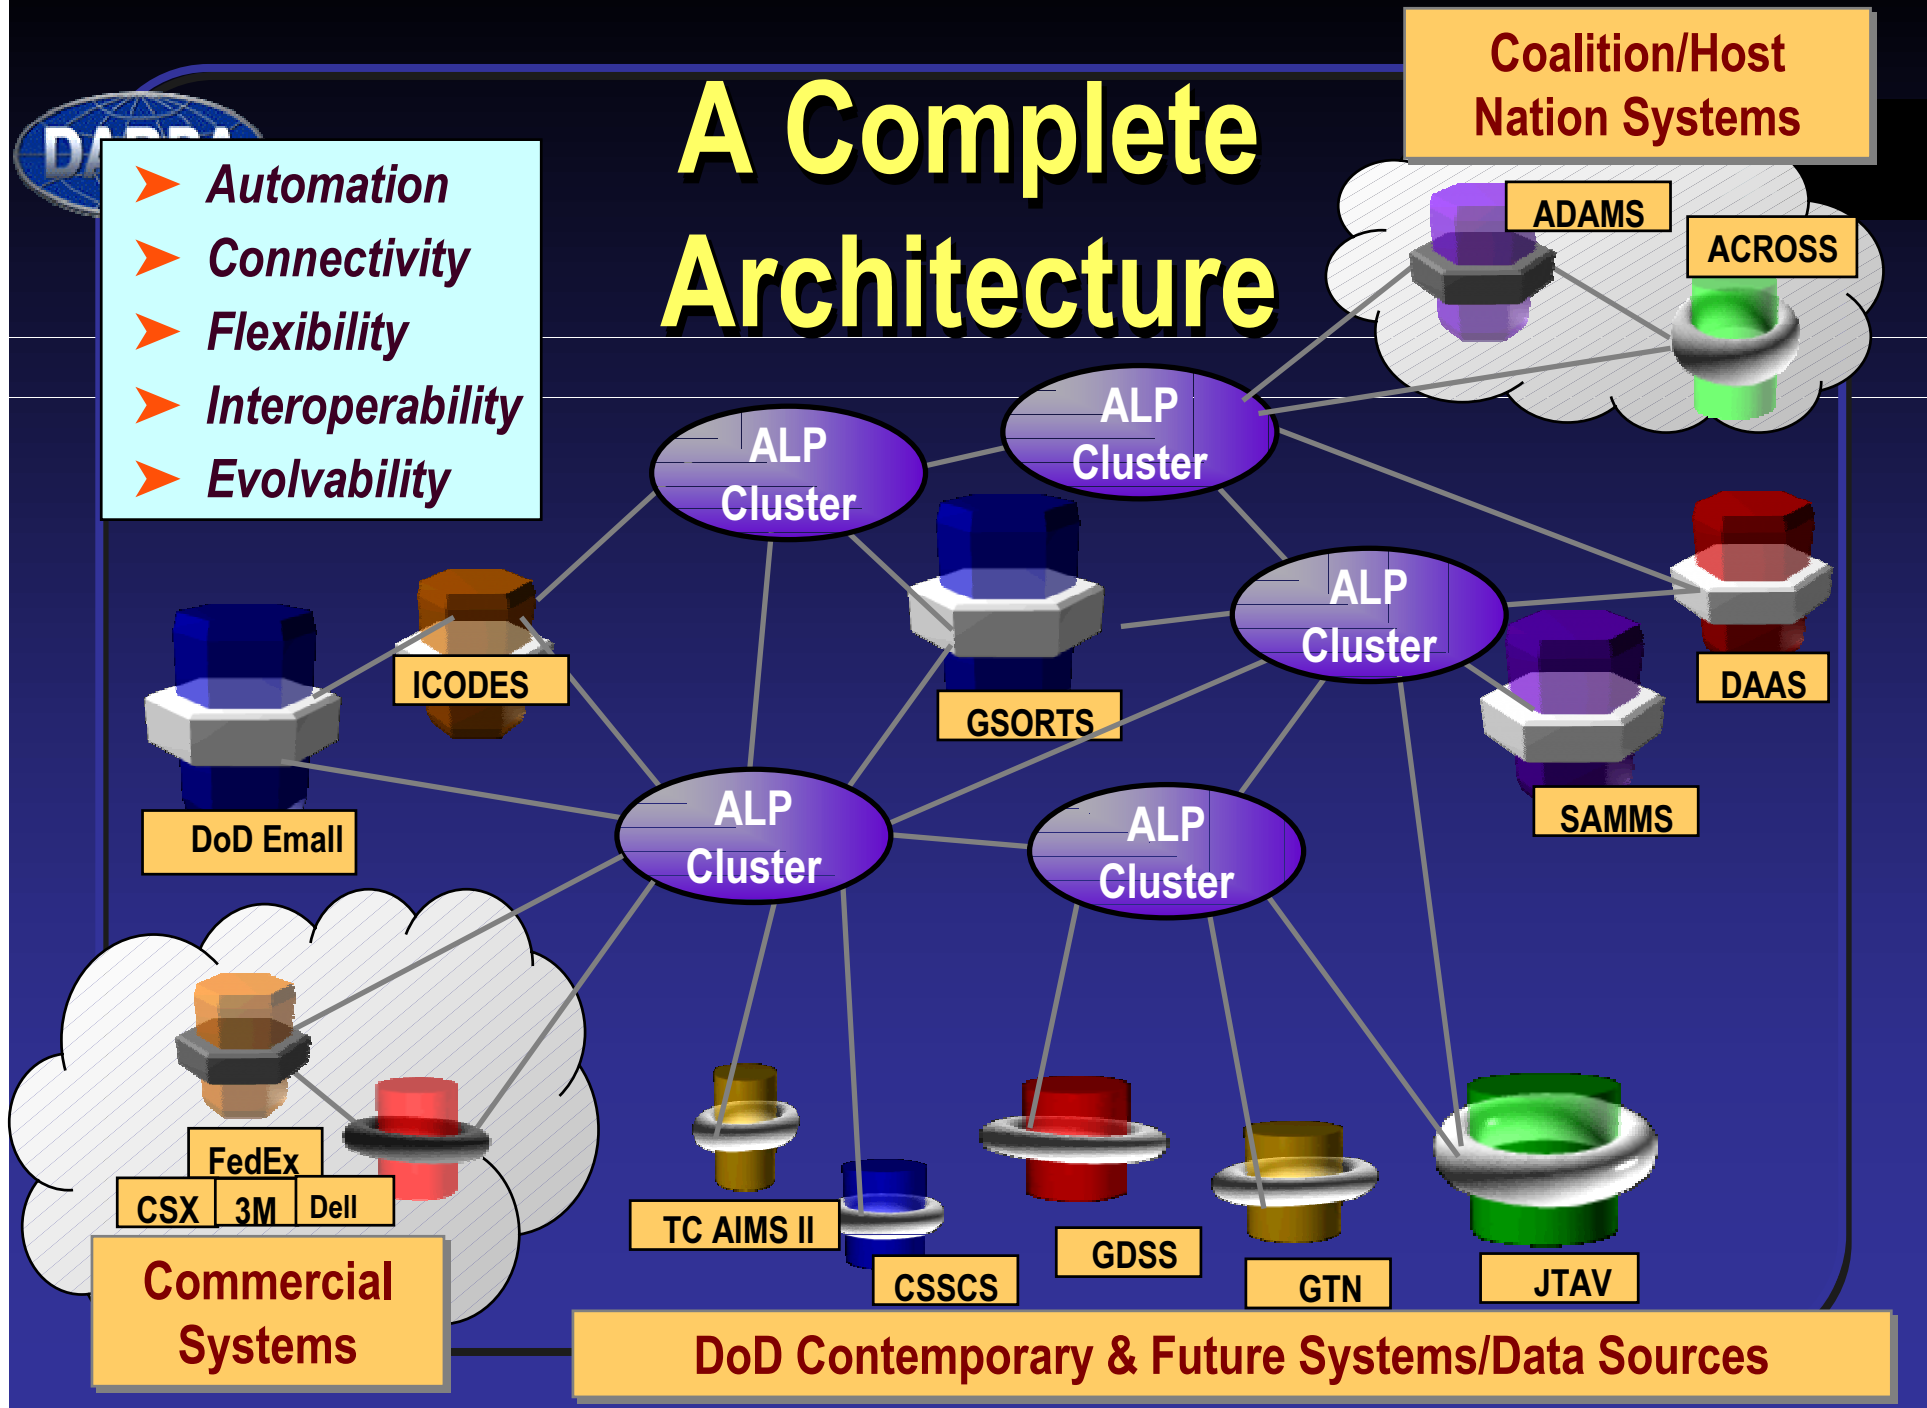 Coalition/Host
Nation Systems
A Complete
Architecture
Automation
Connectivity
Flexibility
Interoperability
Evolvability
ADAMS
ACROSS
ALP
Cluster
ALP
Cluster
ALP
Cluster
ICODES
GSORTS
DAAS
SAMMS
DoD Emall
ALP
Cluster
ALP
Cluster
FedEx
CSX
3M
Dell
TC AIMS II
CSSCS
GDSS
GTN
JTAV
Commercial
Systems
DoD Contemporary & Future Systems/Data Sources